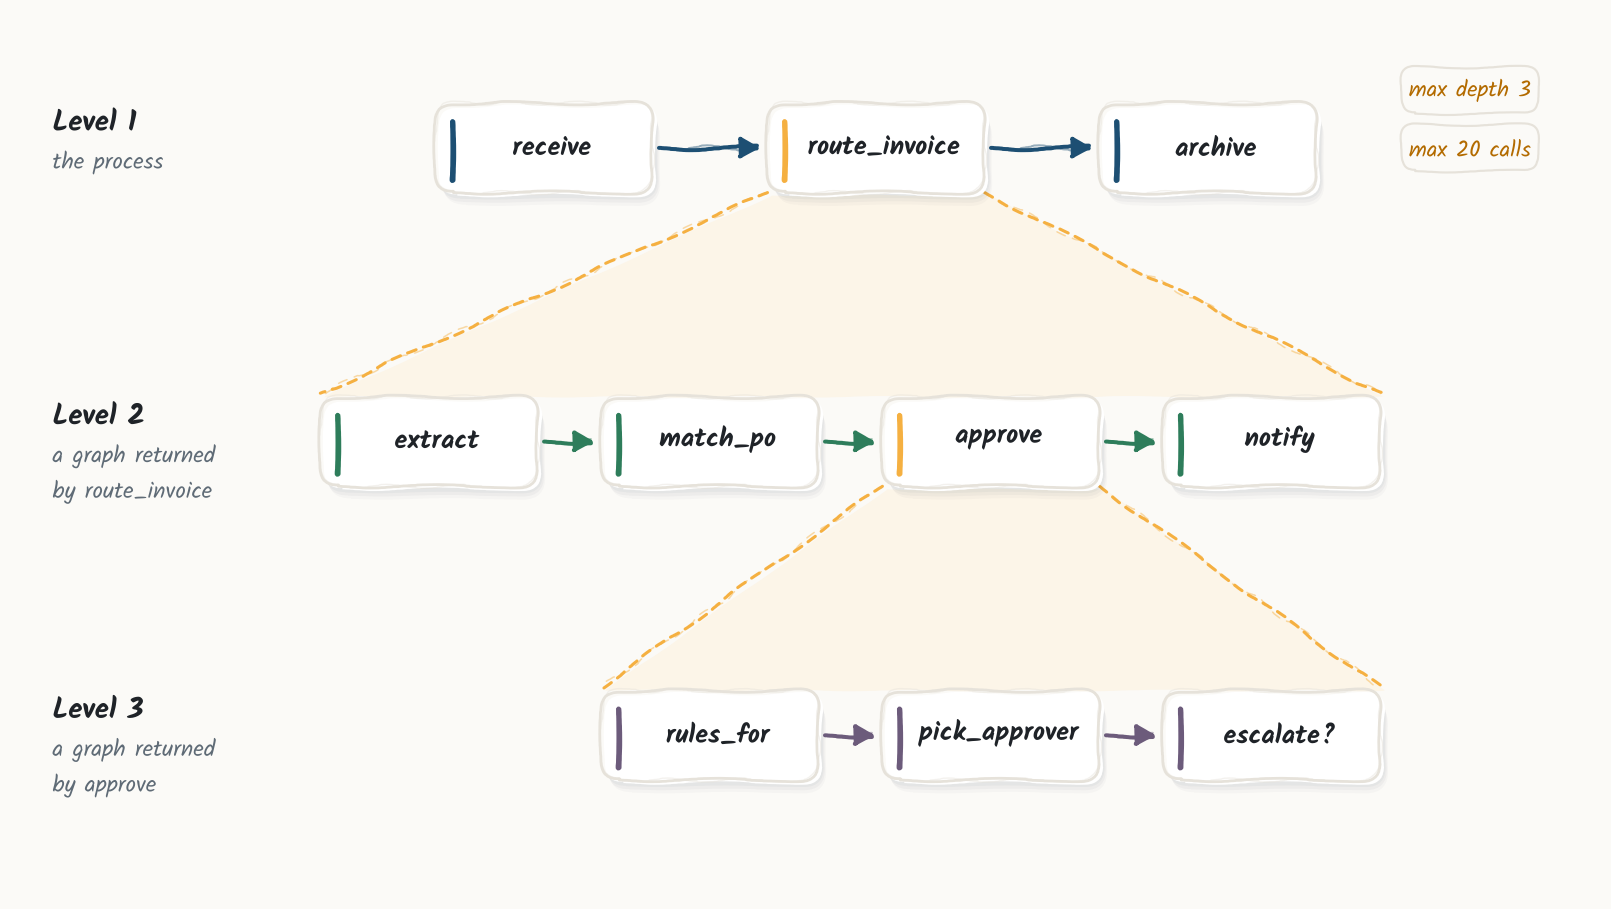 Level 1
the process
receive
route_invoice
archive
max depth 3
max 20 calls
Level 2
a graph returned
by route_invoice
extract
match_po
approve
notify
Level 3
a graph returned
by approve
rules_for
pick_approver
escalate?